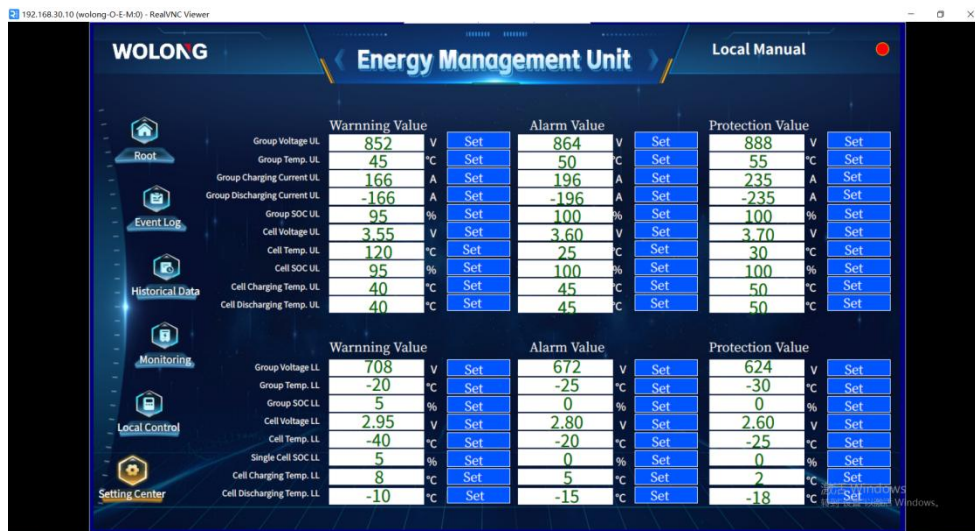 192.168.30.10 (wolong-O-E-M:0) - RealVNC Viewer
WOLONG
Energy Management Unit
Local Manual
Root
Event Log
Historical Data
Monitoring
Local Control
Setting Center
Warnning Value Alarm Value Protection Value
Group Voltage UL 852 V Set 864 V Set 888 V Set
Group Temp. UL 45 °C Set 50 °C Set 55 °C Set
Group Charging Current UL 166 A Set 196 A Set 235 A Set
Group Discharging Current UL -166 A Set -196 A Set -235 A Set
Group SOC UL 95 % Set 100 % Set 100 % Set
Cell Voltage UL 3.55 V Set 3.60 V Set 3.70 V Set
Cell Temp. UL 120 °C Set 25 °C Set 30 °C Set
Cell SOC UL 95 % Set 100 % Set 100 % Set
Cell Charging Temp. UL 40 °C Set 45 °C Set 50 °C Set
Cell Discharging Temp. UL 40 °C Set 45 °C Set 50 °C Set
Warnning Value Alarm Value Protection Value
Group Voltage LL 708 V Set 672 V Set 624 V Set
Group Temp. LL -20 °C Set -25 °C Set -30 °C Set
Group SOC LL 5 % Set 0 % Set 0 % Set
Cell Voltage LL 2.95 V Set 2.80 V Set 2.60 V Set
Cell Temp. LL -40 °C Set -20 °C Set -25 °C Set
Single Cell SOC LL 5 % Set 0 % Set 0 % Set
Cell Charging Temp. LL 8 °C Set 5 °C Set 2 °C Set
Cell Discharging Temp. LL -10 °C Set -15 °C Set -18 °C Set
Windows
Windows。